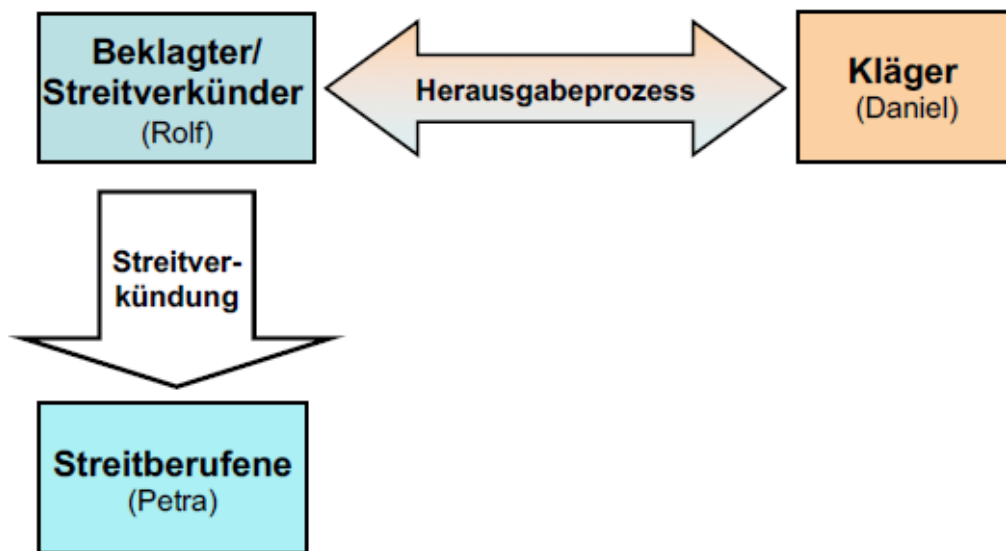 Beklagter/
Streitverkünder
(Rolf)
Herausgabeprozess
Kläger
(Daniel)
Streitver-
kündung
Streitberufene
(Petra)